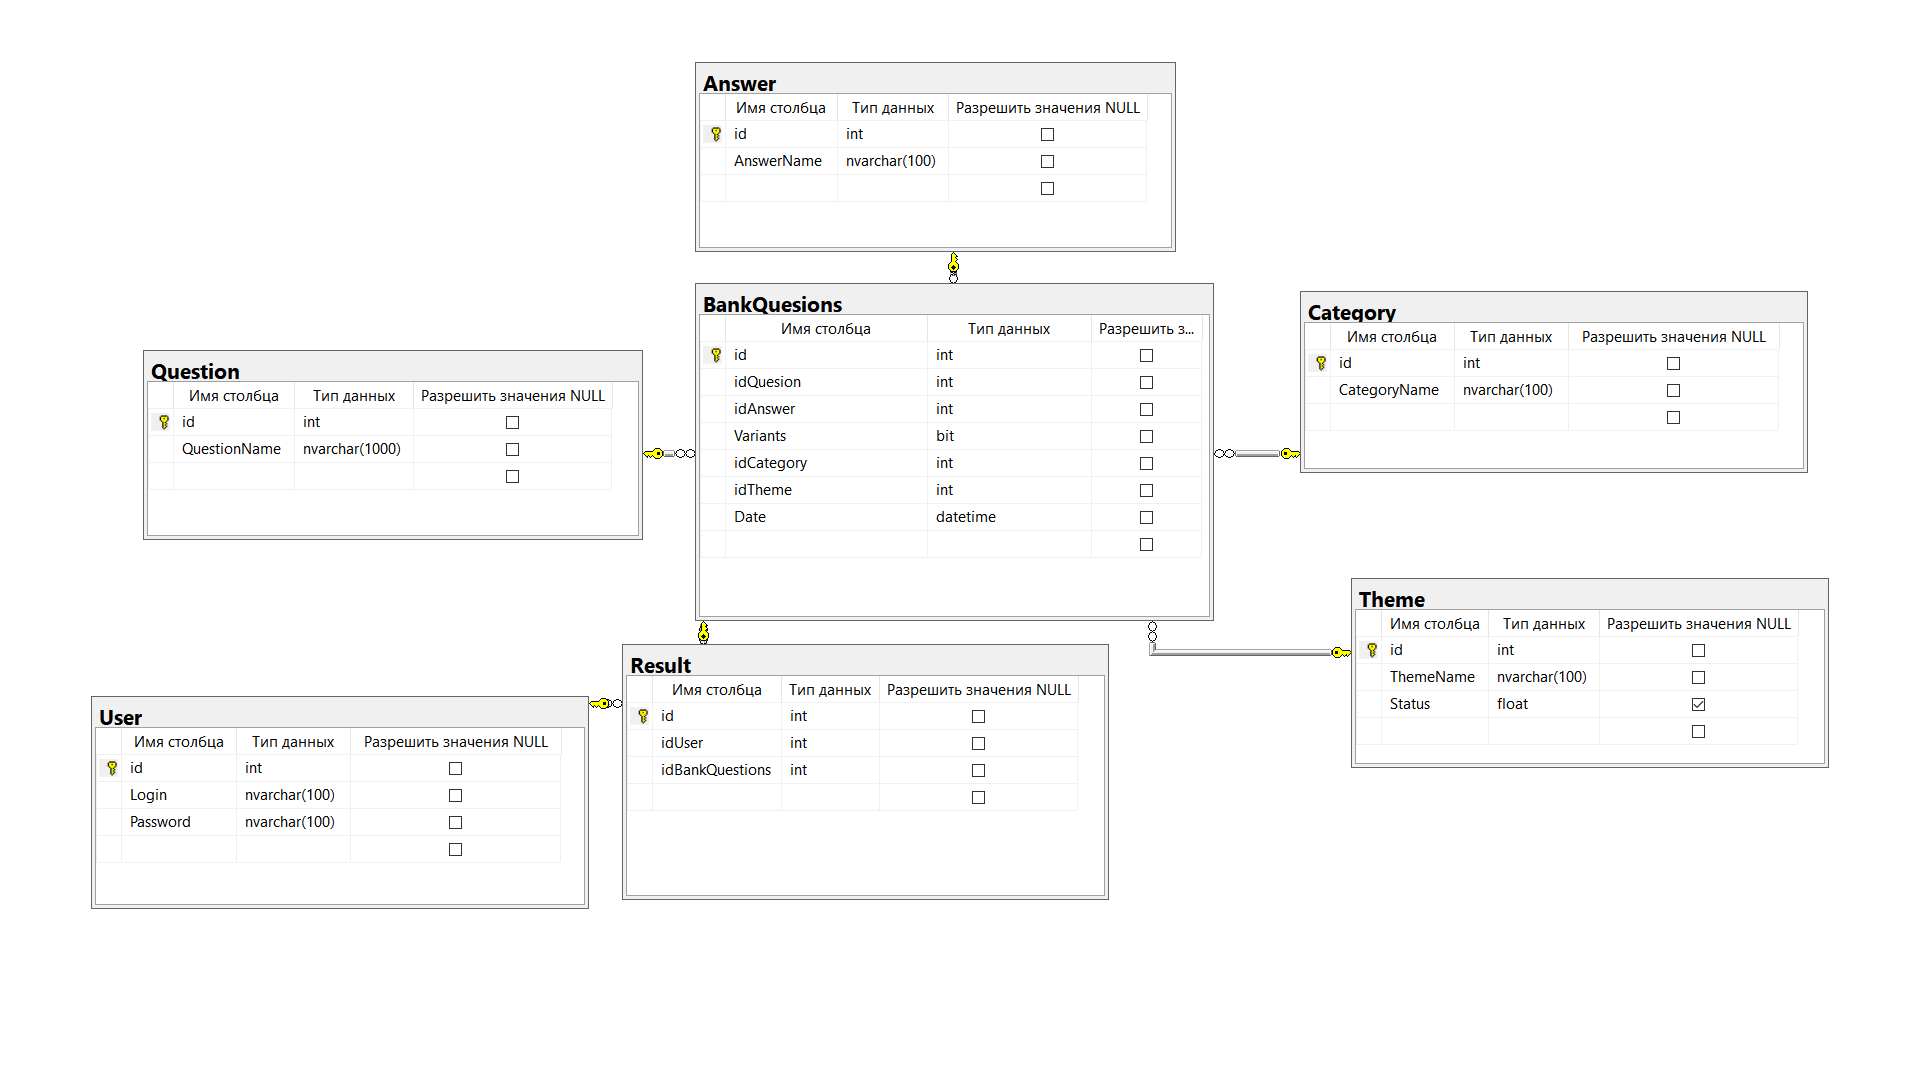 Answer
Имя столбца Тип данных Разрешить значения NULL
id int
AnswerName nvarchar(100)
BankQuesions
Имя столбца Тип данных Разрешить з...
id int
idQuesion int
idAnswer int
Variants bit
idCategory int
idTheme int
Date datetime
Category
Имя столбца Тип данных Разрешить значения NULL
id int
CategoryName nvarchar(100)
Question
Имя столбца Тип данных Разрешить значения NULL
id int
QuestionName nvarchar(1000)
Theme
Имя столбца Тип данных Разрешить значения NULL
id int
ThemeName nvarchar(100)
Status float
Result
Имя столбца Тип данных Разрешить значения NULL
id int
idUser int
idBankQuestions int
User
Имя столбца Тип данных Разрешить значения NULL
id int
Login nvarchar(100)
Password nvarchar(100)